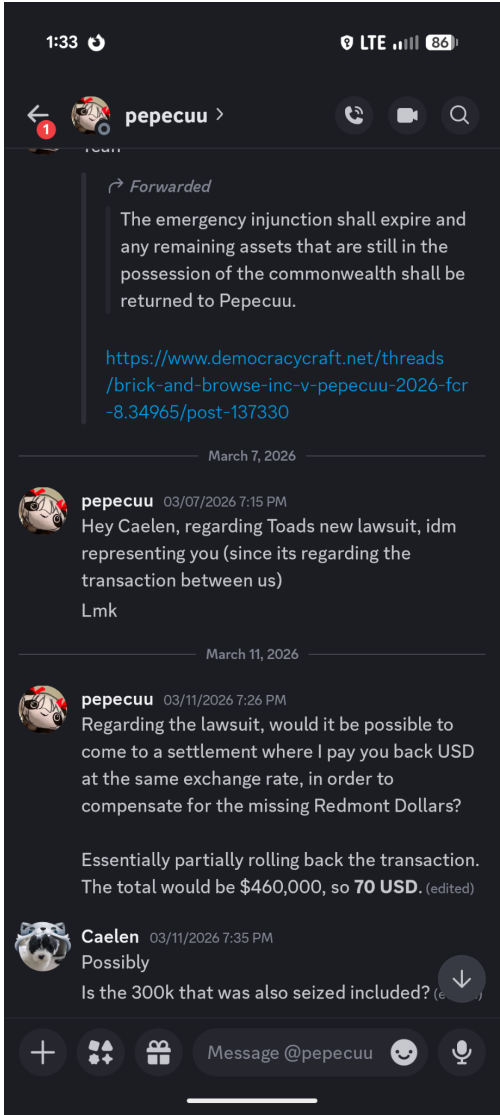 1:33
LTE 86
1
pepecuu
Yeah
Forwarded
The emergency injunction shall expire and
any remaining assets that are still in the
possession of the commonwealth shall be
returned to Pepecuu.
https://www.democracycraft.net/threads
/brick-and-browse-inc-v-pepecuu-2026-fcr
-8.34965/post-137330
March 7, 2026
pepecuu 03/07/2026 7:15 PM
Hey Caelen, regarding Toads new lawsuit, idm
representing you (since its regarding the
transaction between us)
Lmk
March 11, 2026
pepecuu 03/11/2026 7:26 PM
Regarding the lawsuit, would it be possible to
come to a settlement where I pay you back USD
at the same exchange rate, in order to
compensate for the missing Redmont Dollars?
Essentially partially rolling back the transaction.
The total would be $460,000, so 70 USD. (edited)
Caelen 03/11/2026 7:35 PM
Possibly
Is the 300k that was also seized included?
Message @pepecuu